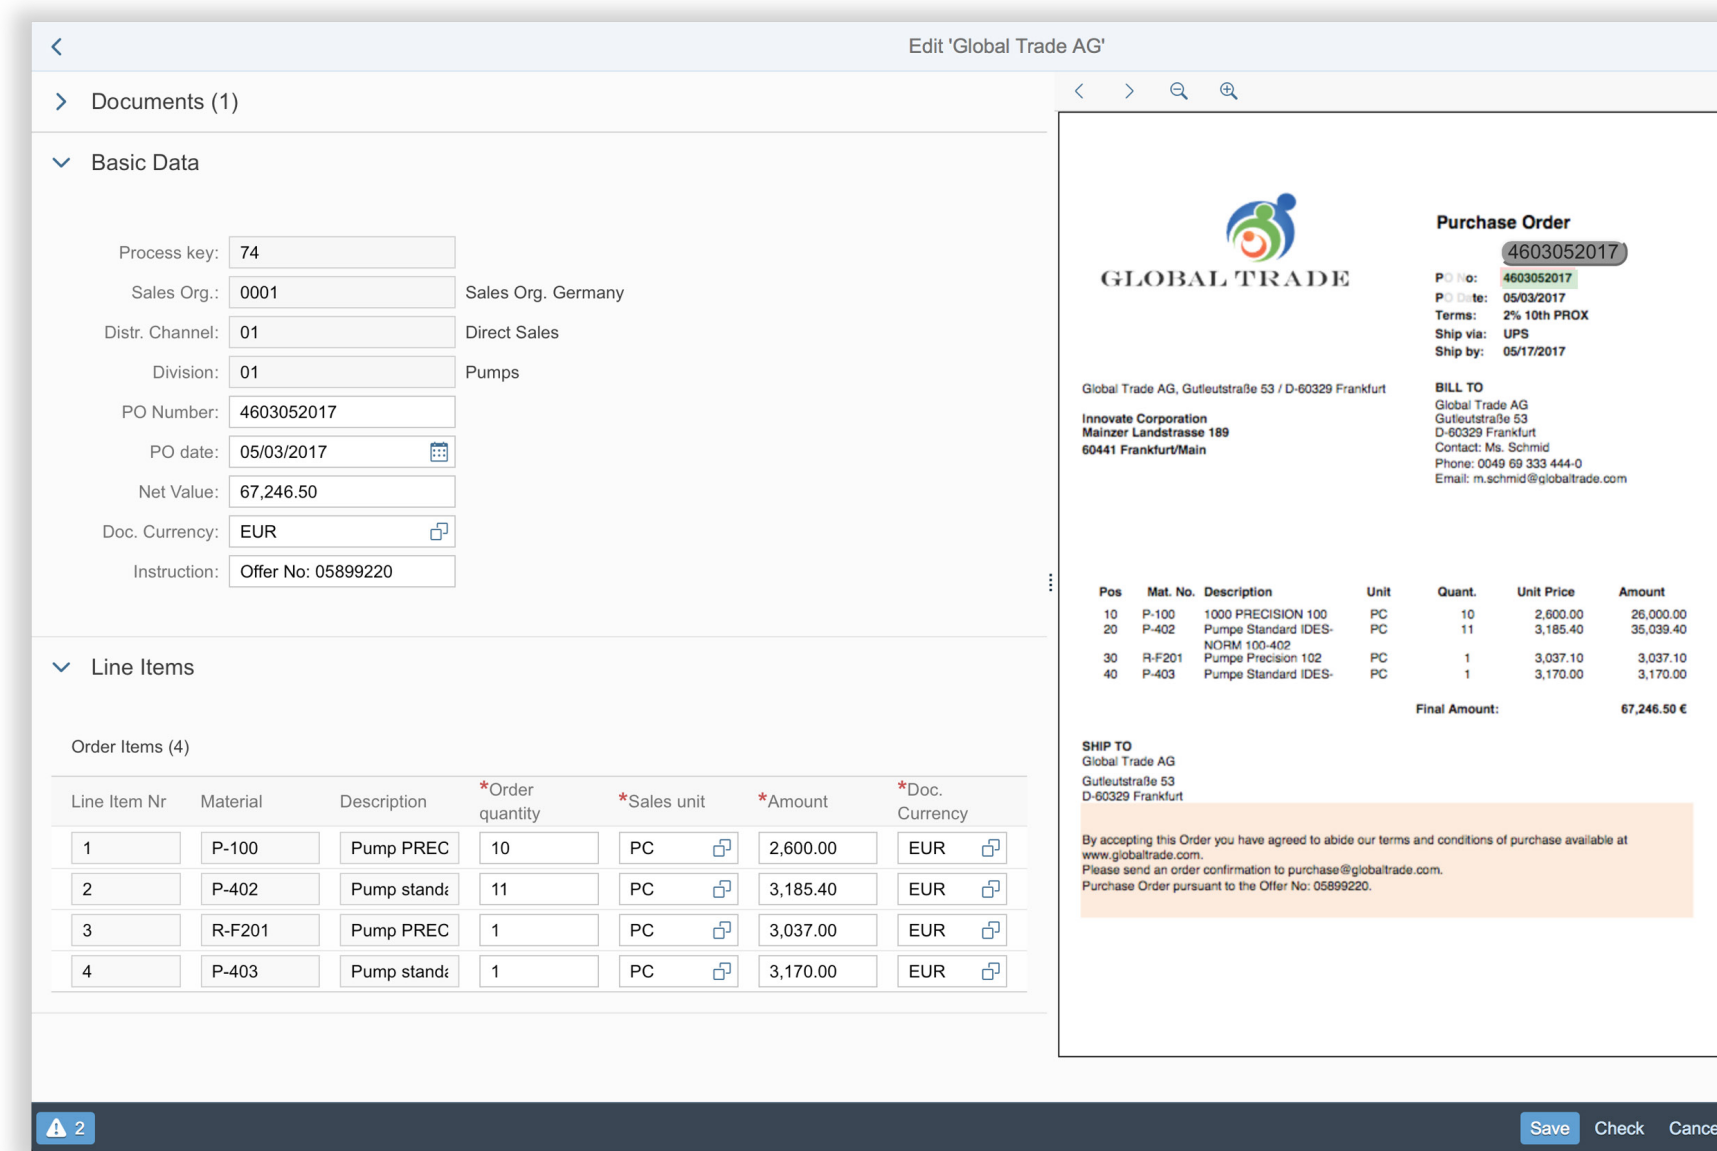 Edit 'Global Trade AG'
Documents (1)
Basic Data
Process key: 74
Sales Org.: 0001 Sales Org. Germany
Distr. Channel: 01 Direct Sales
Division: 01 Pumps
PO Number: 4603052017
PO date: 05/03/2017
Net Value: 67,246.50
Doc. Currency: EUR
Instruction: Offer No: 05899220
Line Items
Order Items (4)
Line Item Nr Material Description *Order quantity *Sales unit *Amount *Doc. Currency
1 P-100 Pump PREC 10 PC 2,600.00 EUR
2 P-402 Pump standa 11 PC 3,185.40 EUR
3 R-F201 Pump PREC 1 PC 3,037.00 EUR
4 P-403 Pump standa 1 PC 3,170.00 EUR
GLOBAL TRADE
Purchase Order
4603052017
PO No: 4603052017
PO Date: 05/03/2017
Terms: 2% 10th PROX
Ship via: UPS
Ship by: 05/17/2017
Global Trade AG, Gutleutstraße 53 / D-60329 Frankfurt
Innovate Corporation
Mainzer Landstrasse 189
60441 Frankfurt/Main
BILL TO
Global Trade AG
Gutleutstraße 53
D-60329 Frankfurt
Contact: Ms. Schmid
Phone: 0049 69 333 444-0
Email: m.schmid@globaltrade.com
Pos Mat. No. Description Unit Quant. Unit Price Amount
10 P-100 1000 PRECISION 100 PC 10 2,600.00 26,000.00
20 P-402 Pumpe Standard IDES- PC 11 3,185.40 35,039.40
NORM 100-402
30 R-F201 Pumpe Precision 102 PC 1 3,037.10 3,037.10
40 P-403 Pumpe Standard IDES- PC 1 3,170.00 3,170.00
Final Amount: 67,246.50 €
SHIP TO
Global Trade AG
Gutleutstraße 53
D-60329 Frankfurt
By accepting this Order you have agreed to abide our terms and conditions of purchase available at
www.globaltrade.com.
Please send an order confirmation to purchase@globaltrade.com.
Purchase Order pursuant to the Offer No: 05899220.
2
Save Check Cance